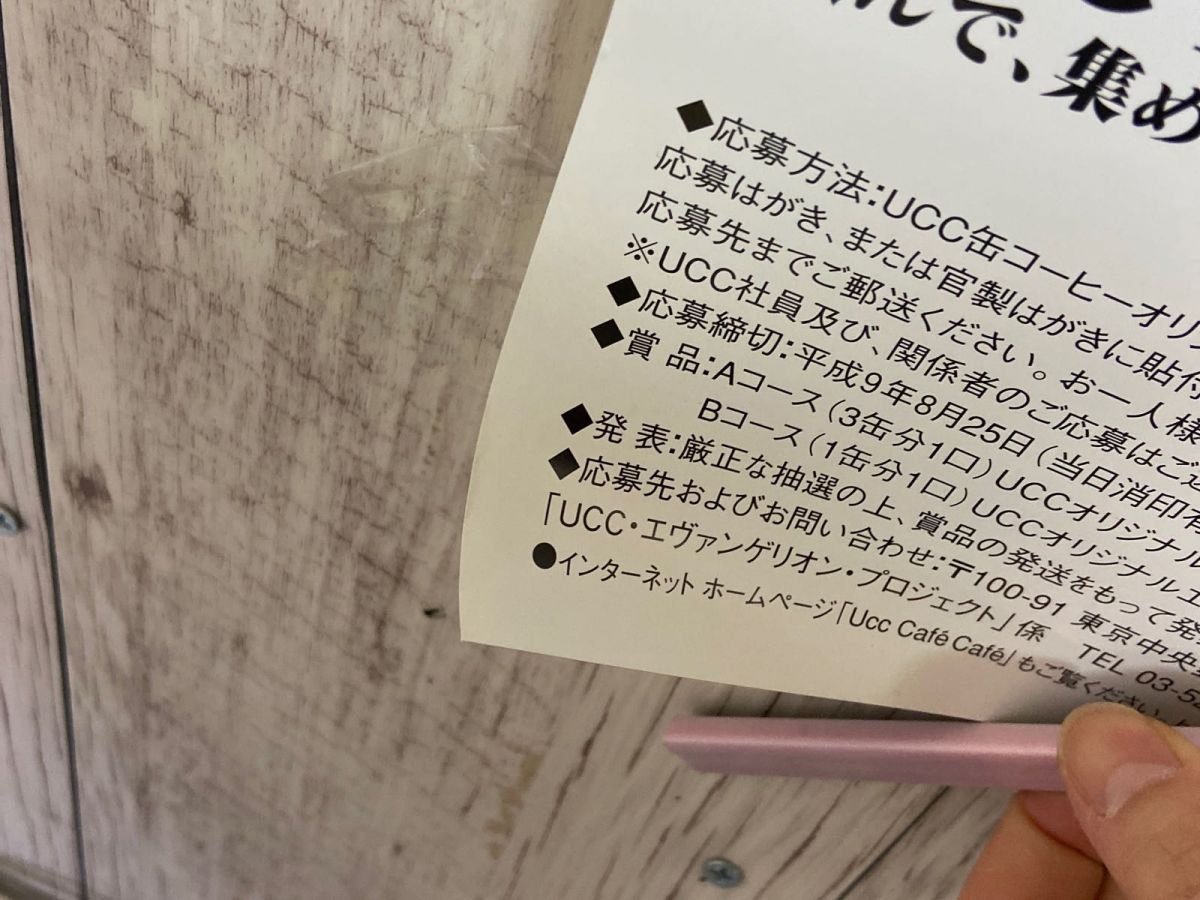 んで、集め
◆応募方法:UCC缶コーヒーオリ
応募はがき、または官製はがきに貼付
応募先までご郵送ください。お一人様
※UCC社員及び、関係者のご応募はご
◆応募締切:平成9年8月25日(当日消印有
◆賞 品:Aコース(3缶分1口)UCCオリジナル
Bコース(1缶分1口)UCCオリジナル
◆発 表:厳正な抽選の上、賞品の発送をもって発
◆応募先およびお問い合わせ:〒100-91 東京中央
「UCC・エヴァンゲリオン・プロジェクト」係 TEL 03-5
●インターネット ホームページ「Ucc Café Café」もご覧ください。